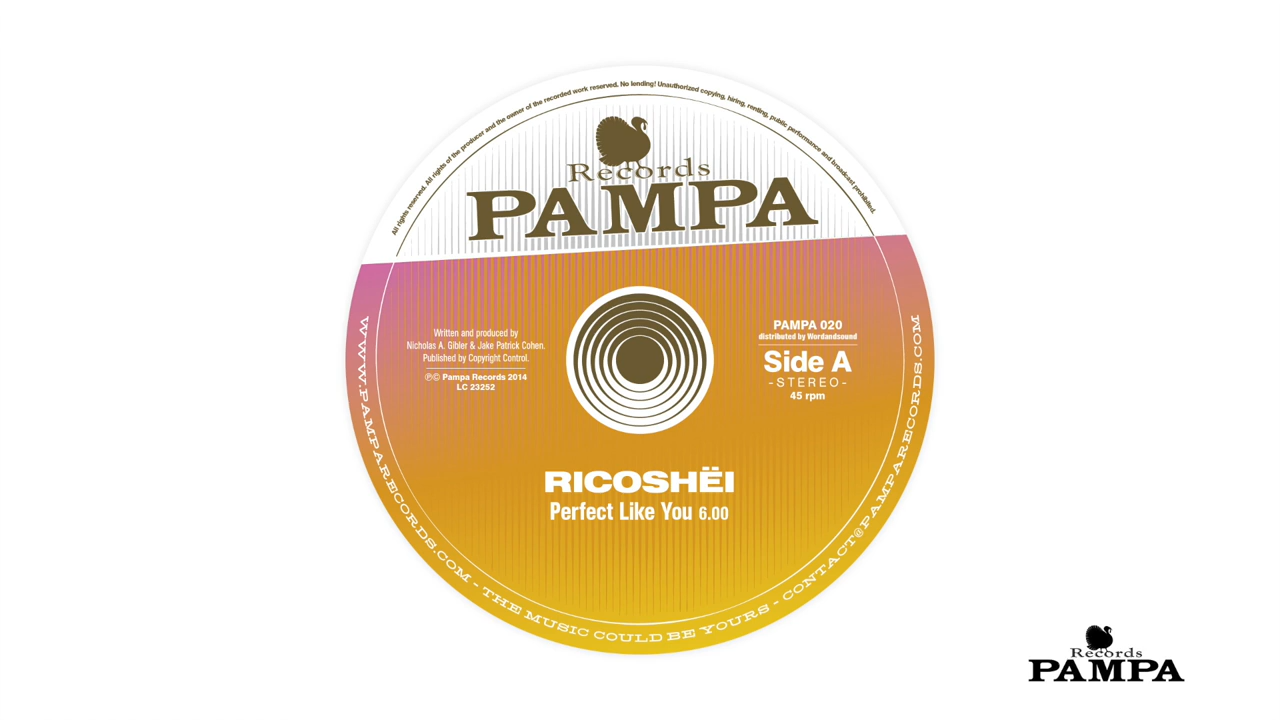 All rights reserved. All rights of the producer and the owner of the recorded work reserved. No lending! Unauthorized copying, hiring, renting, public performance and broadcast prohibited.
Records
PAMPA
Written and produced by
Nicholas A. Gibler & Jake Patrick Cohen.
Published by Copyright Control.
℗© Pampa Records 2014
LC 23252
PAMPA 020
distributed by Wordandsound
Side A
-STEREO-
45 rpm
RICOSHËI
Perfect Like You 6.00
WWW.PAMPARECORDS.COM - THE MUSIC COULD BE YOURS - CONTACT@PAMPARECORDS.COM
Records
PAMPA